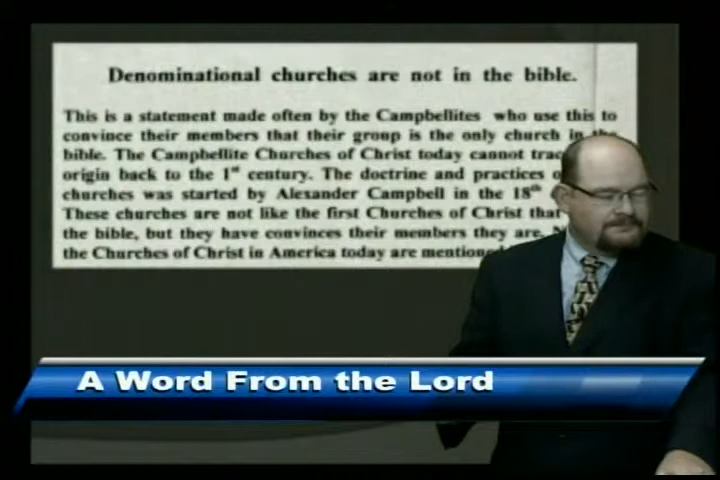 Denominational churches are not in the bible.
This is a statement made often by the Campbellites who use this to
convince their members that their group is the only church in the
bible. The Campbellite Churches of Christ today cannot
origin back to the 1st century. The doctrine and practices
churches was started by Alexander Campbell in the 18th
These churches are not like the first Churches of Christ
the bible, but they have convinces their members they are.
the Churches of Christ in America today are
A Word From the Lord